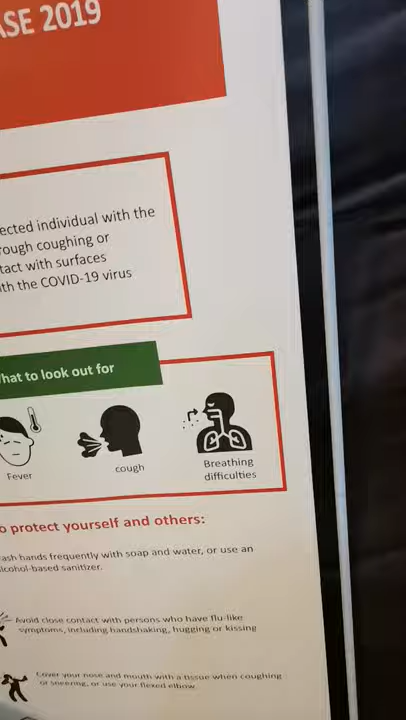 ASE 2019
ected individual with the
rough coughing or
tact with surfaces
ith the COVID-19 virus
hat to look out for
Fever
cough
Breathing
difficulties
o protect yourself and others:
ash hands frequently with soap and water, or use an
lcohol-based sanitizer.
Avoid close contact with persons who have flu-like
symptoms, including handshaking, hugging or kissing
Cover your nose and mouth with a tissue when coughing
or sneezing, or use your flexed elbow